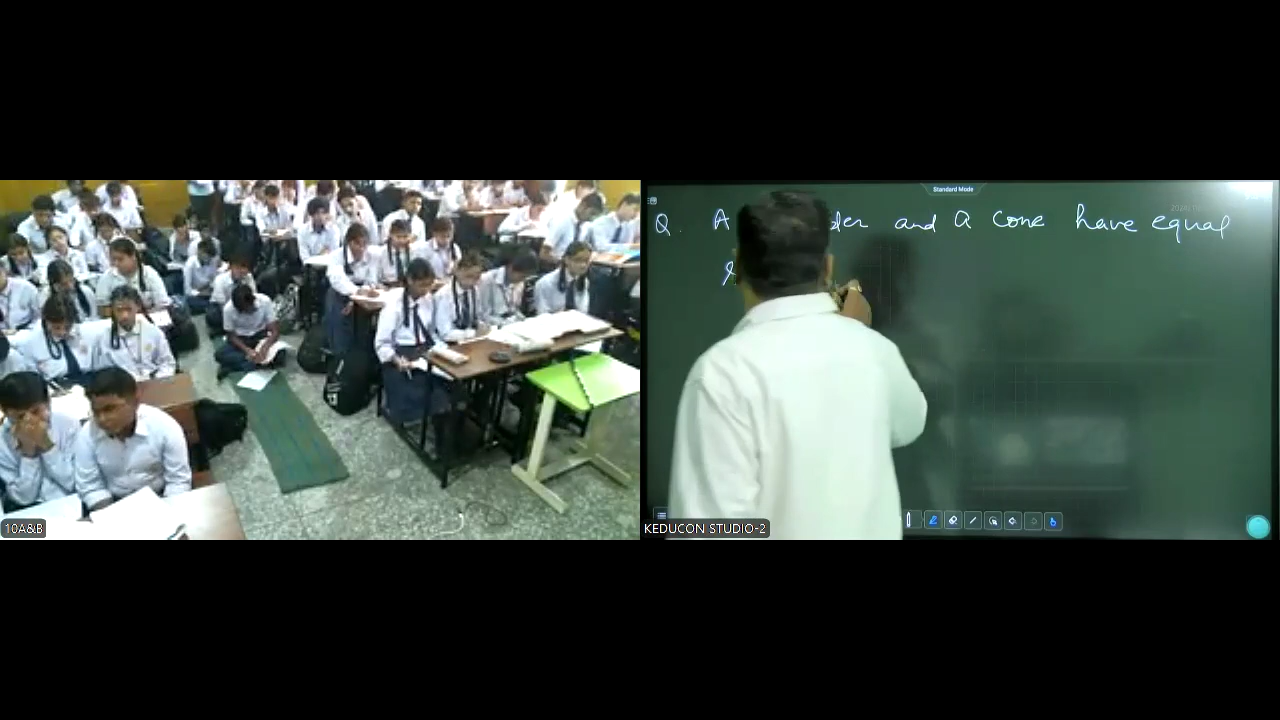 Standard Mode
Q. A der and a cone have equal
10A&B
KEDUCON STUDIO-2